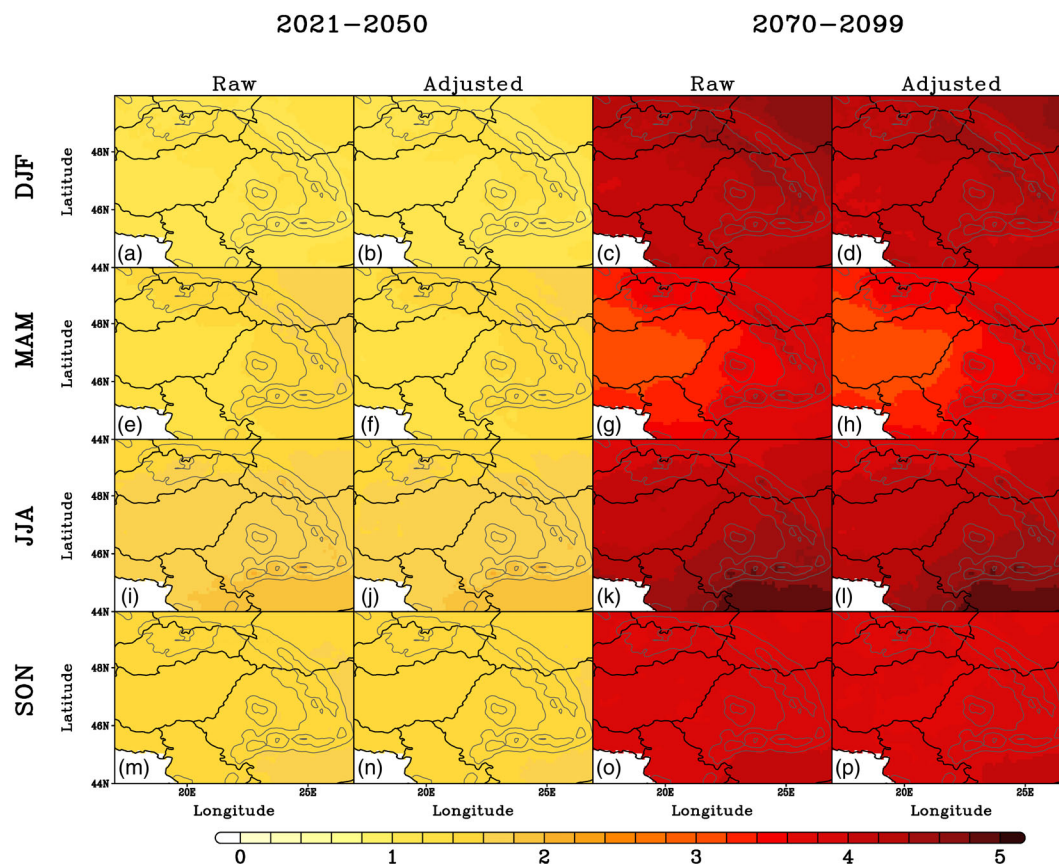 2021−2050 2070−2099
Raw Adjusted Raw Adjusted
DJF
Latitude
48N
46N
44N
(a) (b) (c) (d)
MAM
Latitude
48N
46N
44N
(e) (f) (g) (h)
JJA
Latitude
48N
46N
44N
(i) (j) (k) (l)
SON
Latitude
48N
46N
44N
(m) (n) (o) (p)
20E 25E 20E 25E 20E 25E 20E 25E
Longitude Longitude Longitude Longitude
0 1 2 3 4 5